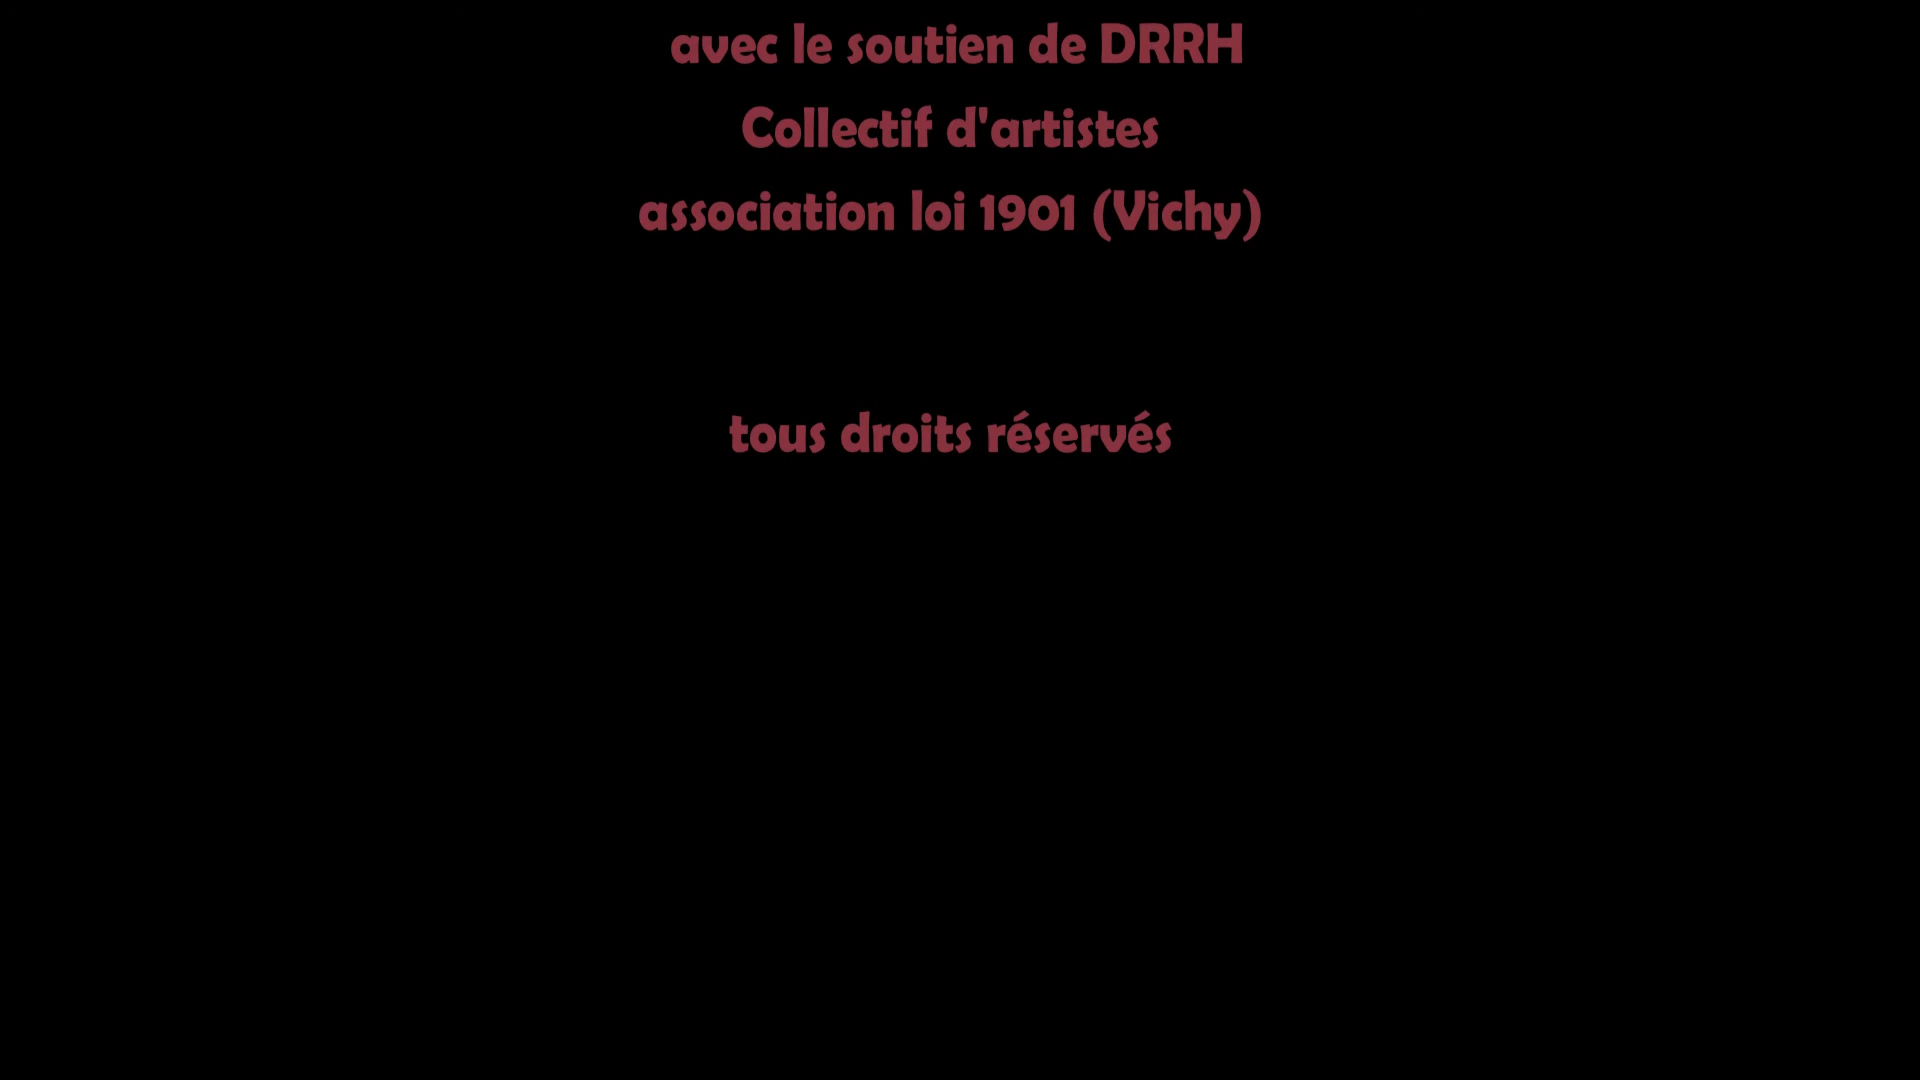 avec le soutien de DRRH
Collectif d'artistes
association loi 1901 (Vichy)
tous droits réservés